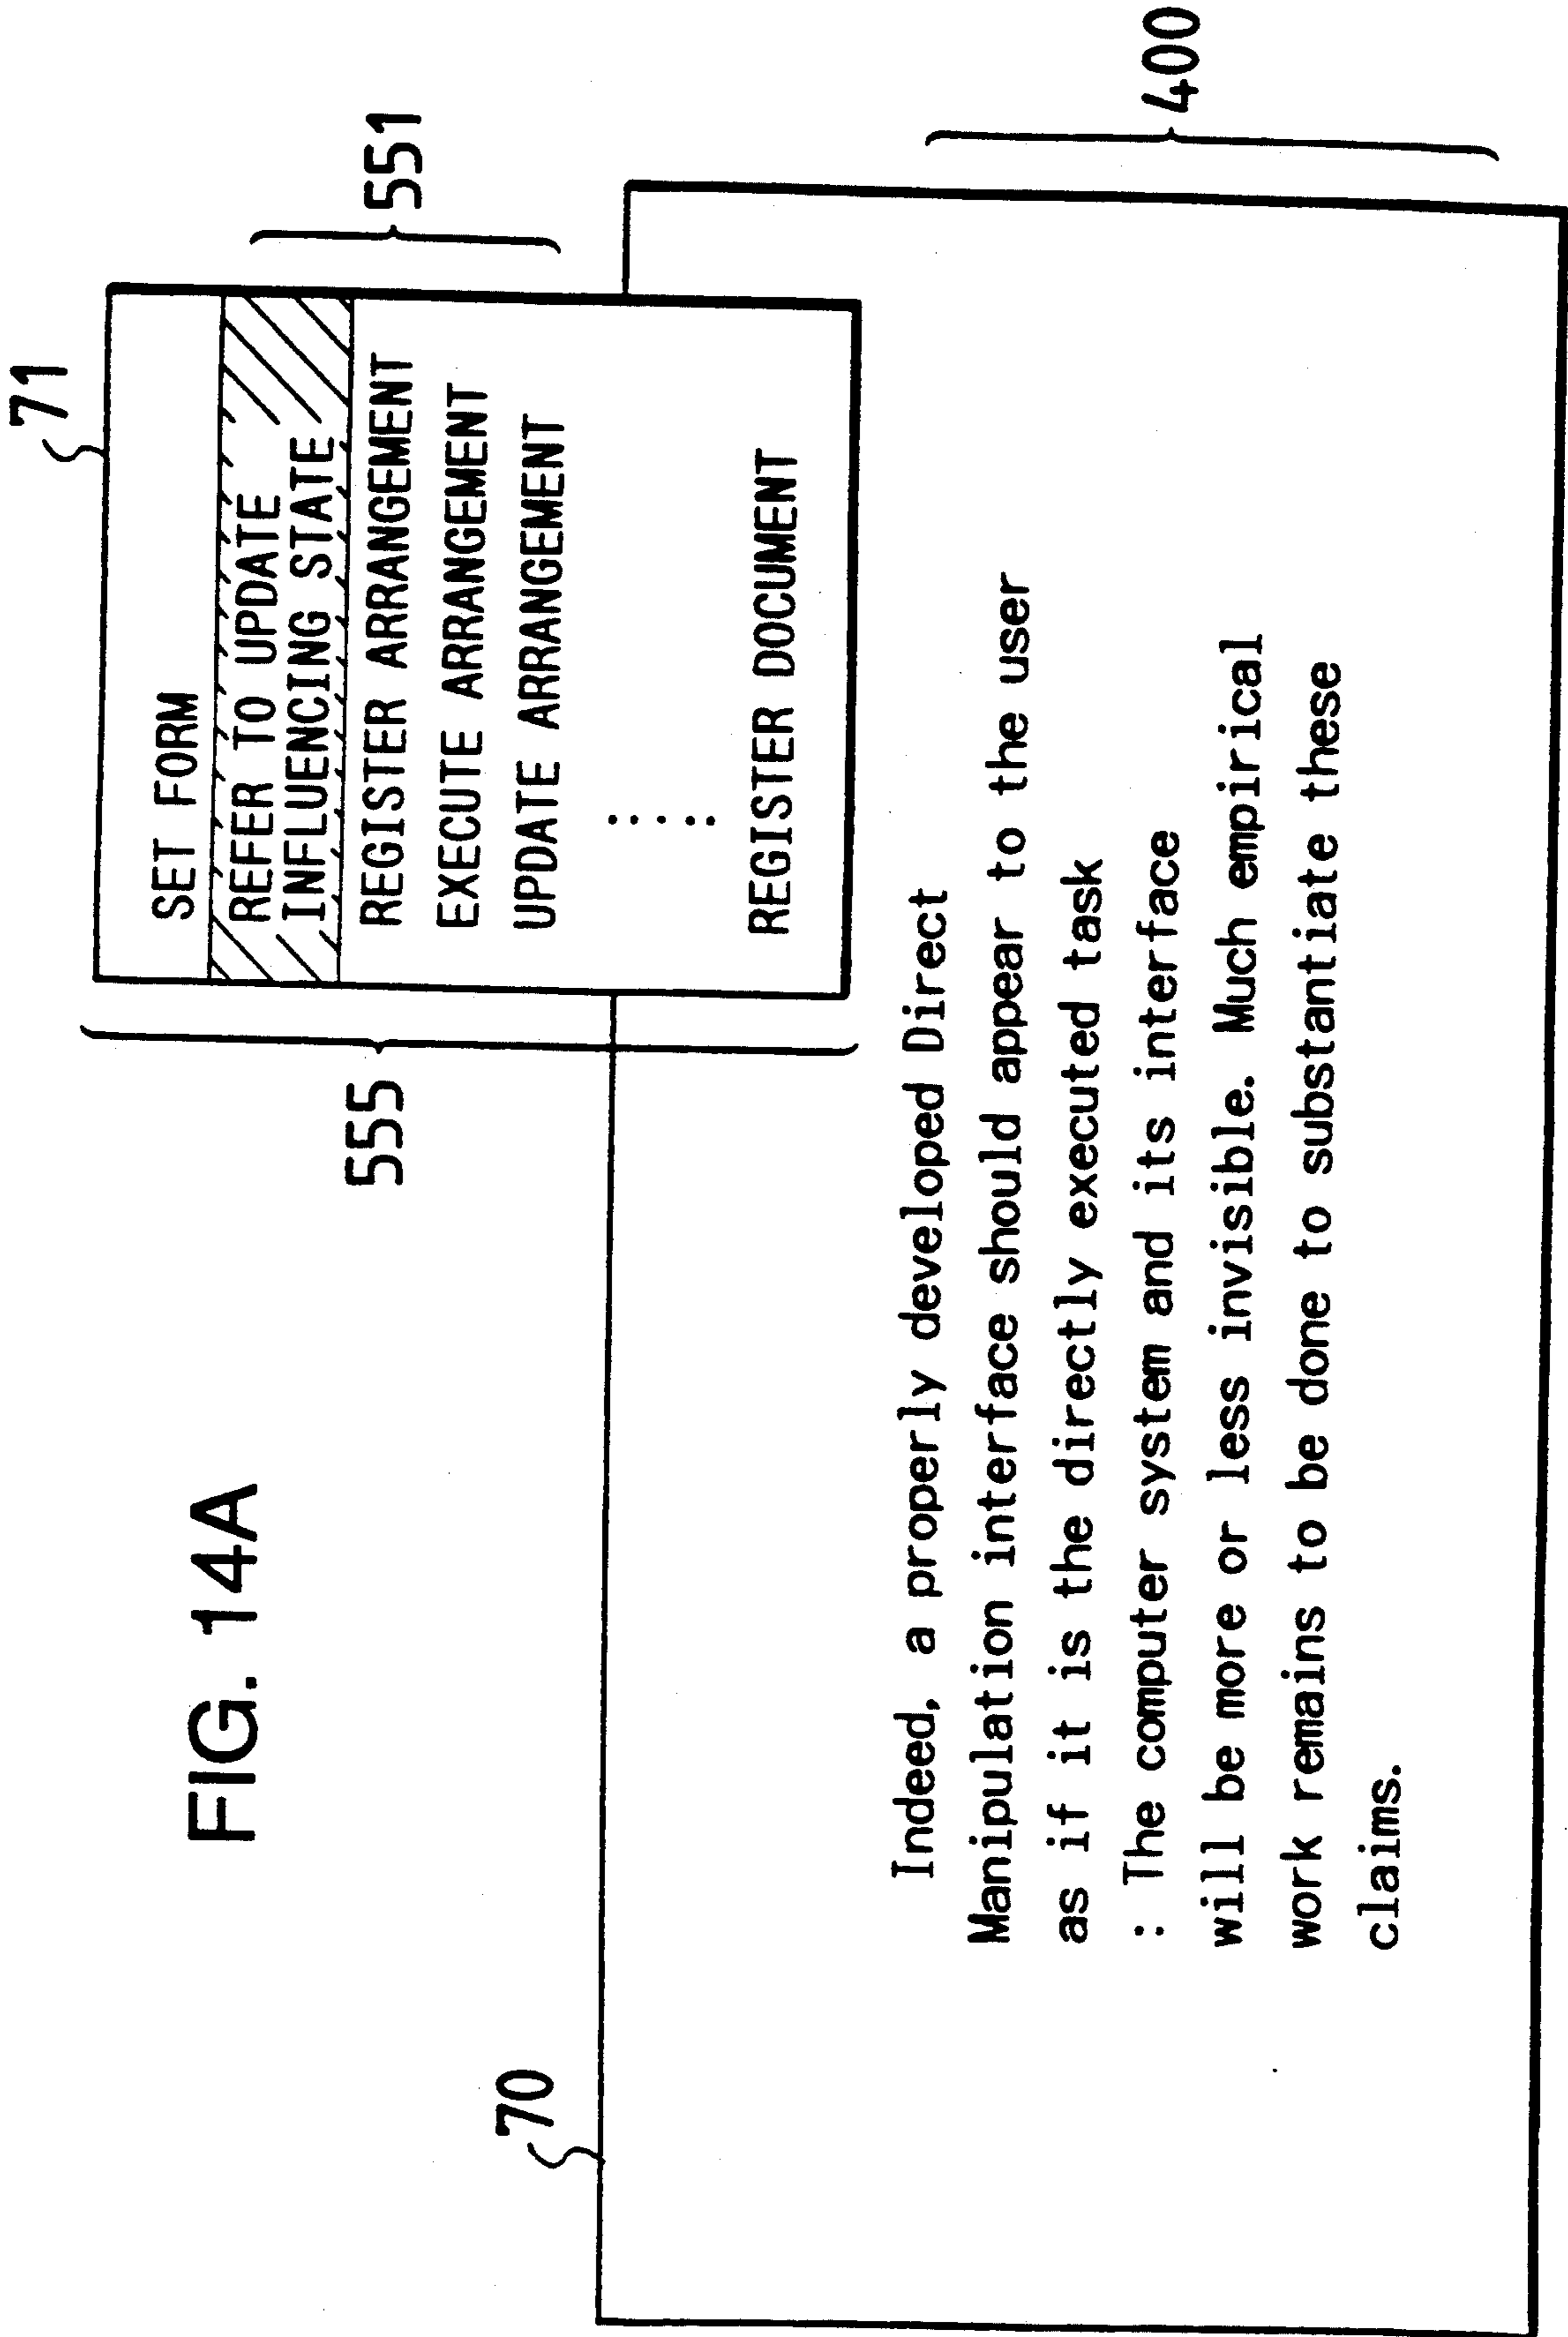 FIG. 14A
71
555
SET FORM
REFER TO UPDATE
INFLUENCING STATE
REGISTER ARRANGEMENT
EXECUTE ARRANGEMENT
UPDATE ARRANGEMENT
.....
REGISTER DOCUMENT
551
70
Indeed, a properly developed Direct
Manipulation interface should appear to the user
as if it is the directly executed task
: The computer system and its interface
will be more or less invisible. Much empirical
work remains to be done to substantiate these
claims.
400